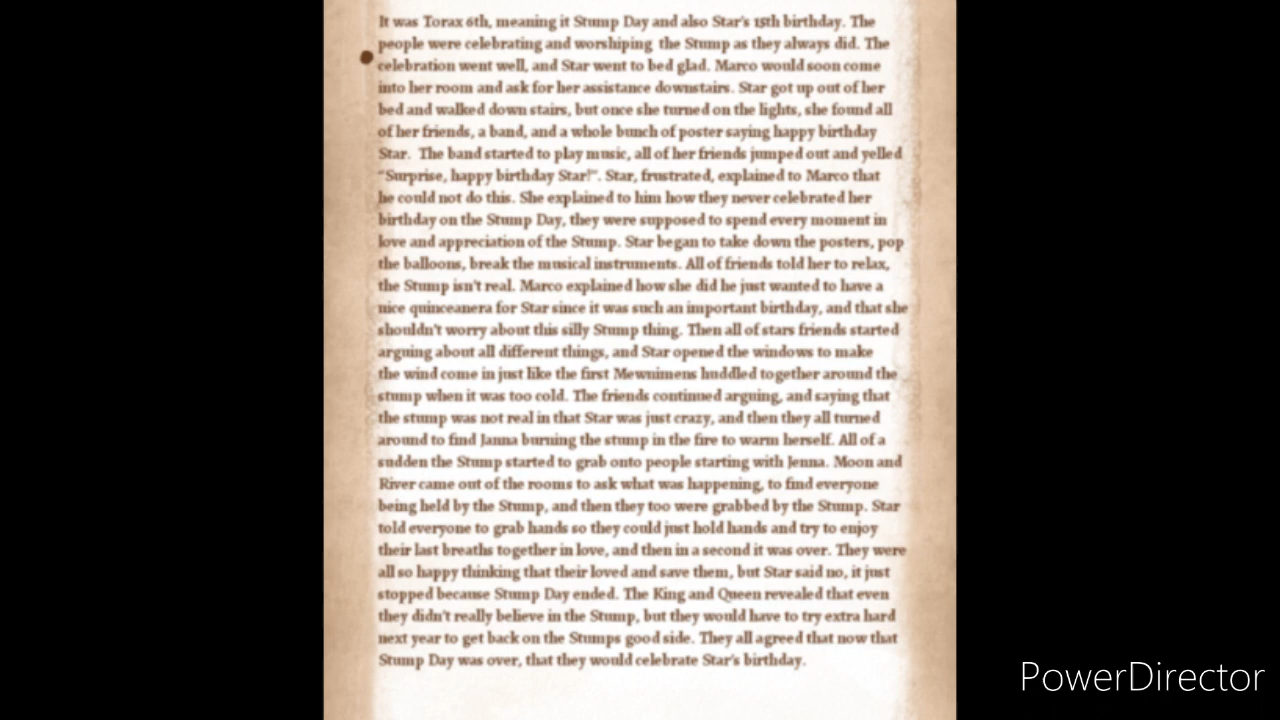 It was Torax 6th, meaning it Stump Day and also Star's 15th birthday. The
people were celebrating and worshiping the Stump as they always did. The
celebration went well, and Star went to bed glad. Marco would soon come
into her room and ask for her assistance downstairs. Star got up out of her
bed and walked down stairs, but once she turned on the lights, she found all
of her friends, a band, and a whole bunch of poster saying happy birthday
Star. The band started to play music, all of her friends jumped out and yelled
"Surprise, happy birthday Star!". Star, frustrated, explained to Marco that
he could not do this. She explained to him how they never celebrated her
birthday on the Stump Day, they were supposed to spend every moment in
love and appreciation of the Stump. Star began to take down the posters, pop
the balloons, break the musical instruments. All of friends told her to relax,
the Stump isn't real. Marco explained how she did he just wanted to have a
nice quinceanera for Star since it was such an important birthday, and that she
shouldn't worry about this silly Stump thing. Then all of stars friends started
arguing about all different things, and Star opened the windows to make
the wind come in just like the first Mewnimens huddled together around the
stump when it was too cold. The friends continued arguing, and saying that
the stump was not real in that Star was just crazy, and then they all turned
around to find Janna burning the stump in the fire to warm herself. All of a
sudden the Stump started to grab onto people starting with Jenna. Moon and
River came out of the rooms to ask what was happening, to find everyone
being held by the Stump, and then they too were grabbed by the Stump. Star
told everyone to grab hands so they could just hold hands and try to enjoy
their last breaths together in love, and then in a second it was over. They were
all so happy thinking that their loved and save them, but Star said no, it just
stopped because Stump Day ended. The King and Queen revealed that even
they didn't really believe in the Stump, but they would have to try extra hard
next year to get back on the Stumps good side. They all agreed that now that
Stump Day was over, that they would celebrate Star's birthday.
PowerDirector